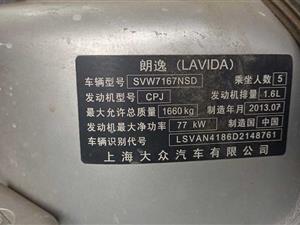 朗逸 (LAVIDA)
车辆型号 SVW7167NSD 乘坐人数 5
发动机型号 CPJ 发动机排量 1.6L
最大允许总质量 1660kg 制造年月 2013.07
发动机最大净功率 77 kW 制造国 中国
车辆识别代号 LSVAN4186D2148761
上海大众汽车有限公司